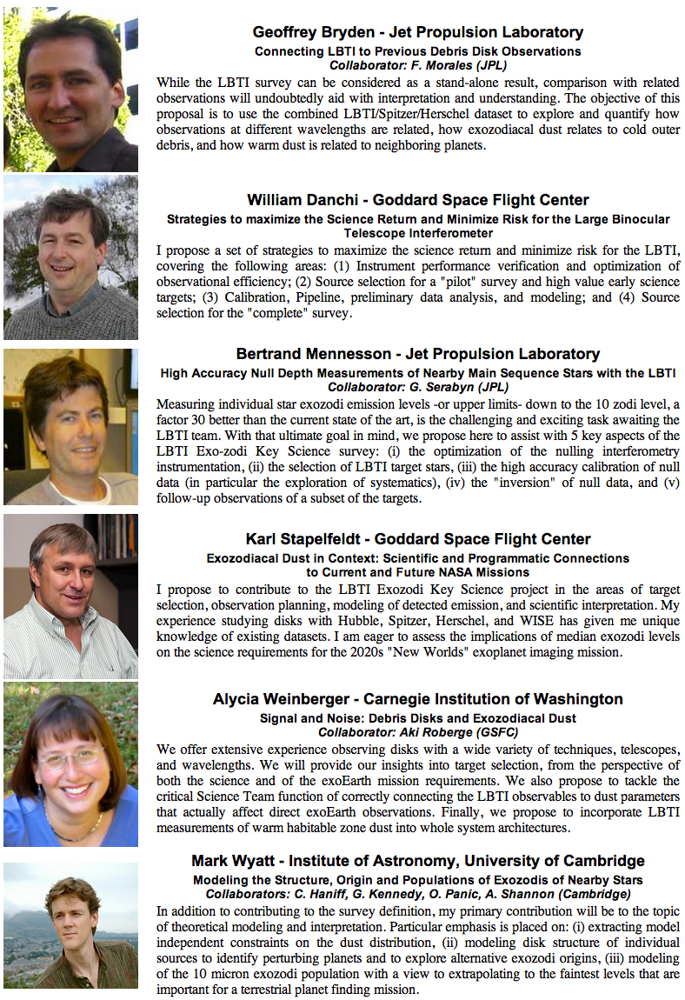 Geoffrey Bryden - Jet Propulsion Laboratory
Connecting LBTI to Previous Debris Disk Observations
Collaborator: F. Morales (JPL)
While the LBTI survey can be considered as a stand-alone result, comparison with related
observations will undoubtedly aid with interpretation and understanding. The objective of this
proposal is to use the combined LBTI/Spitzer/Herschel dataset to explore and quantify how
observations at different wavelengths are related, how exozodiacal dust relates to cold outer
debris, and how warm dust is related to neighboring planets.
William Danchi - Goddard Space Flight Center
Strategies to maximize the Science Return and Minimize Risk for the Large Binocular
Telescope Interferometer
I propose a set of strategies to maximize the science return and minimize risk for the LBTI,
covering the following areas: (1) Instrument performance verification and optimization of
observational efficiency; (2) Source selection for a "pilot" survey and high value early science
targets; (3) Calibration, Pipeline, preliminary data analysis, and modeling; and (4) Source
selection for the "complete" survey.
Bertrand Mennesson - Jet Propulsion Laboratory
High Accuracy Null Depth Measurements of Nearby Main Sequence Stars with the LBTI
Collaborator: G. Serabyn (JPL)
Measuring individual star exozodi emission levels -or upper limits- down to the 10 zodi level, a
factor 30 better than the current state of the art, is the challenging and exciting task awaiting the
LBTI team. With that ultimate goal in mind, we propose here to assist with 5 key aspects of the
LBTI Exo-zodi Key Science survey: (i) the optimization of the nulling interferometry
instrumentation, (ii) the selection of LBTI target stars, (iii) the high accuracy calibration of null
data (in particular the exploration of systematics), (iv) the "inversion" of null data, and (v)
follow-up observations of a subset of the targets.
Karl Stapelfeldt - Goddard Space Flight Center
Exozodiacal Dust in Context: Scientific and Programmatic Connections
to Current and Future NASA Missions
I propose to contribute to the LBTI Exozodi Key Science project in the areas of target
selection, observation planning, modeling of detected emission, and scientific interpretation. My
experience studying disks with Hubble, Spitzer, Herschel, and WISE has given me unique
knowledge of existing datasets. I am eager to assess the implications of median exozodi levels
on the science requirements for the 2020s "New Worlds" exoplanet imaging mission.
Alycia Weinberger - Carnegie Institution of Washington
Signal and Noise: Debris Disks and Exozodiacal Dust
Collaborator: Aki Roberge (GSFC)
We offer extensive experience observing disks with a wide variety of techniques, telescopes,
and wavelengths. We will provide our insights into target selection, from the perspective of
both the science and of the exoEarth mission requirements. We also propose to tackle the
critical Science Team function of correctly connecting the LBTI observables to dust parameters
that actually affect direct exoEarth observations. Finally, we propose to incorporate LBTI
measurements of warm habitable zone dust into whole system architectures.
Mark Wyatt - Institute of Astronomy, University of Cambridge
Modeling the Structure, Origin and Populations of Exozodis of Nearby Stars
Collaborators: C. Haniff, G. Kennedy, O. Panic, A. Shannon (Cambridge)
In addition to contributing to the survey definition, my primary contribution will be to the topic
of theoretical modeling and interpretation. Particular emphasis is placed on: (i) extracting model
independent constraints on the dust distribution, (ii) modeling disk structure of individual
sources to identify perturbing planets and to explore alternative exozodi origins, (iii) modeling
of the 10 micron exozodi population with a view to extrapolating to the faintest levels that are
important for a terrestrial planet finding mission.